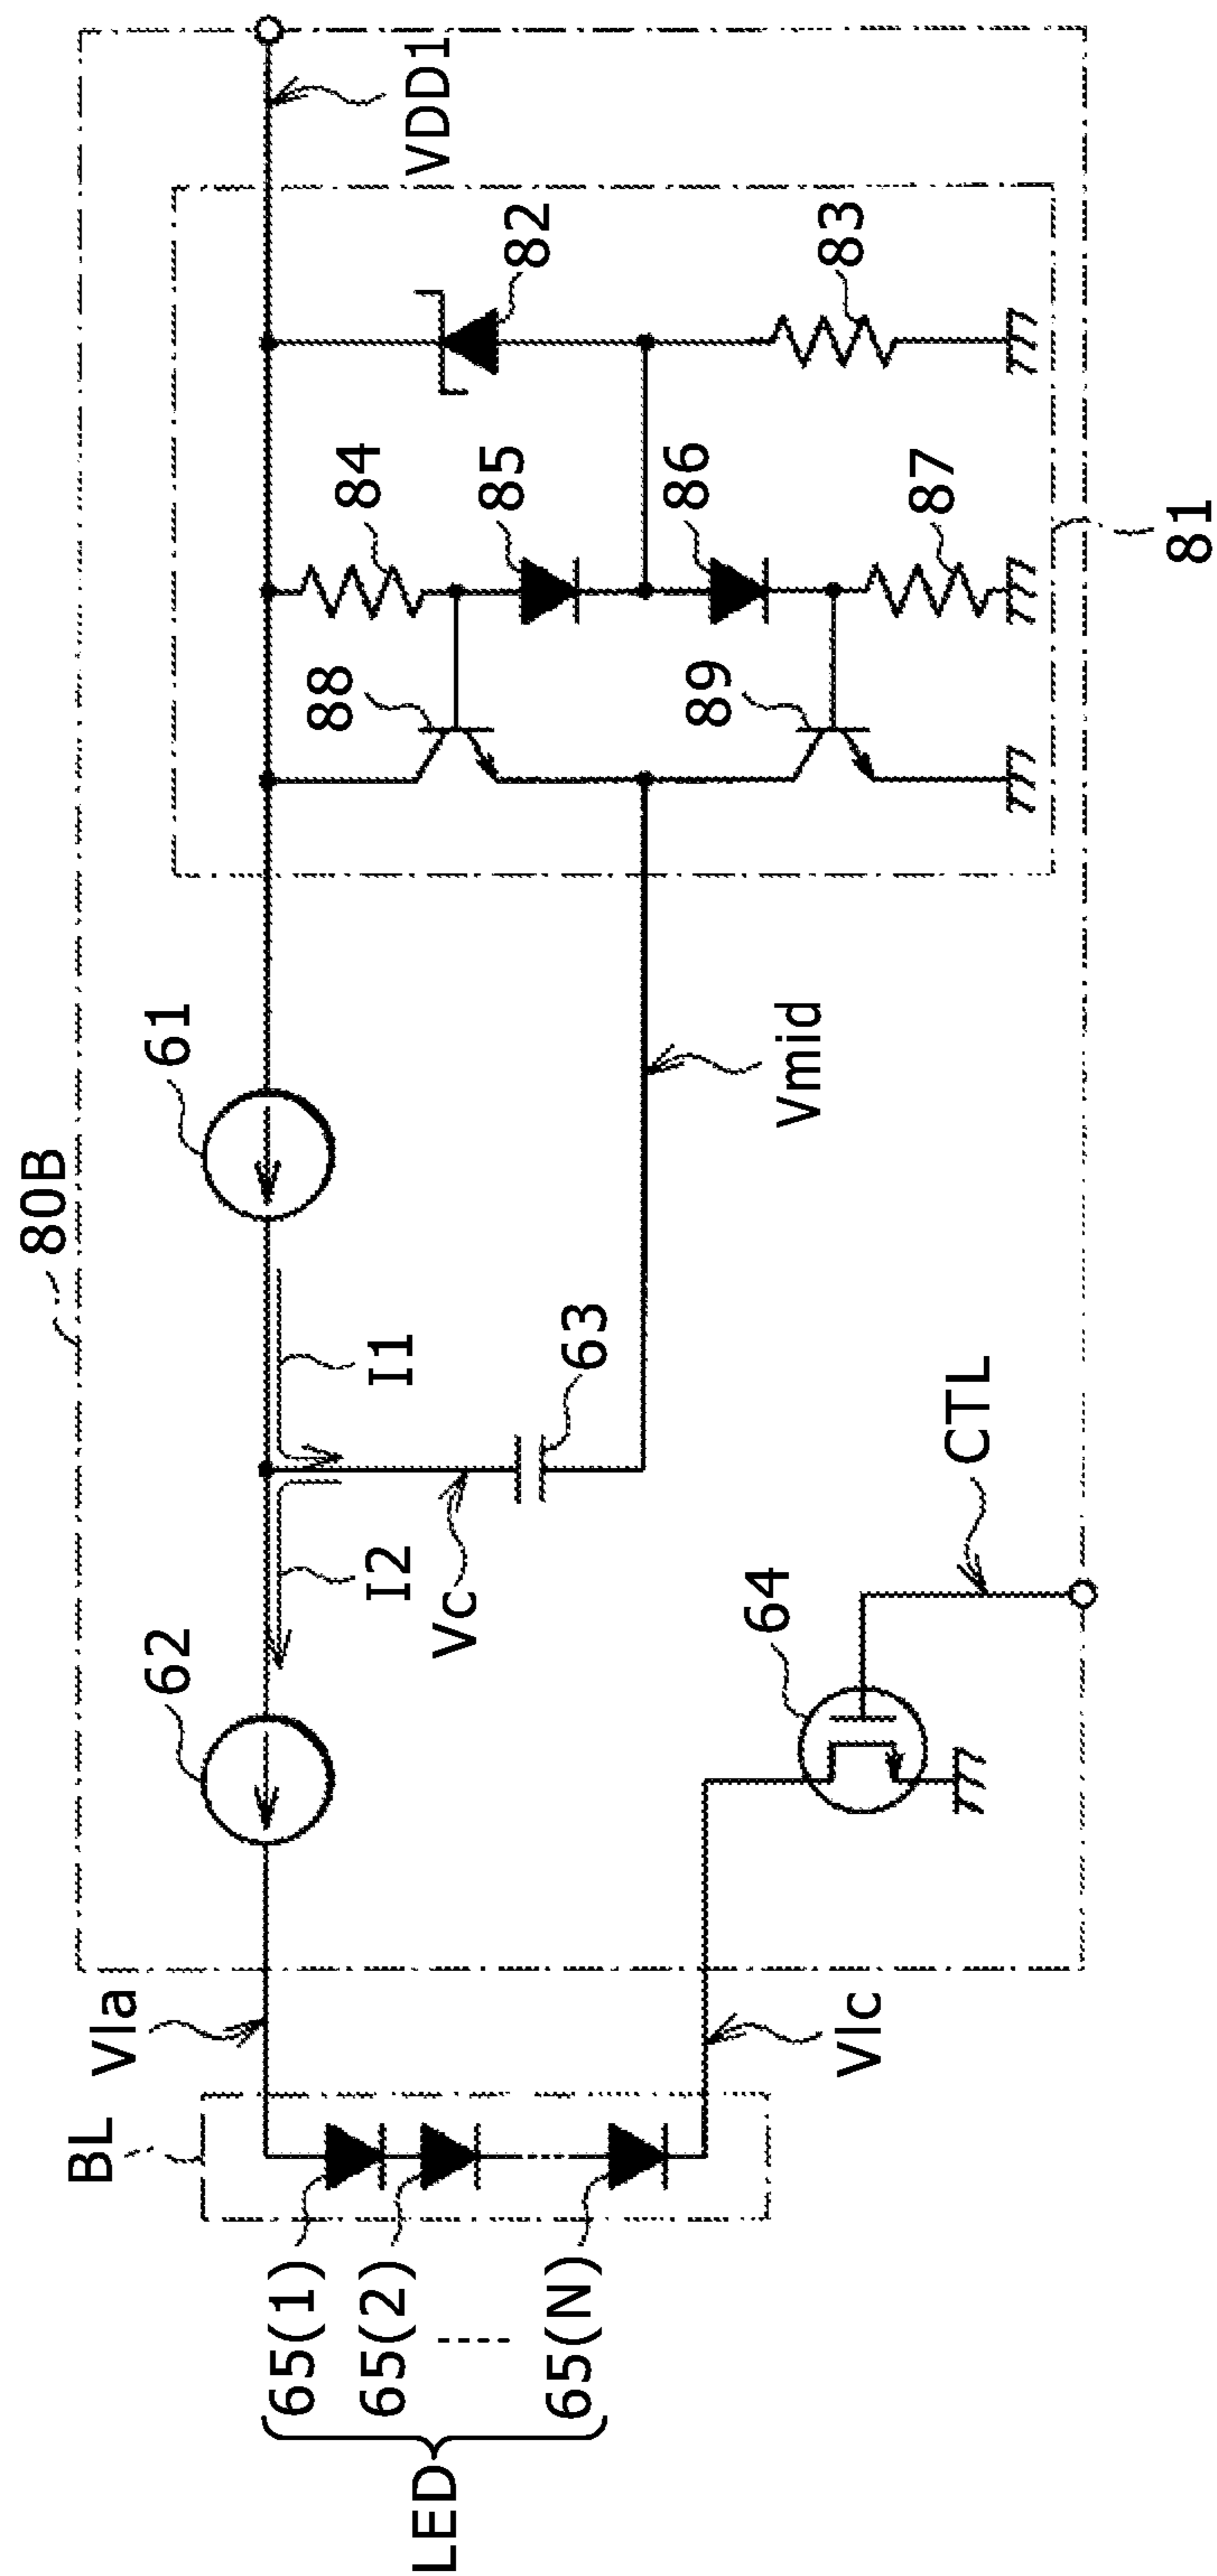 80B
VDD1
61
62
I1
I2
63
Vc
Vmid
81
82
83
84
85
86
87
88
89
64
CTL
Vla
Vlc
BL
65(1)
65(2)
65(N)
LED